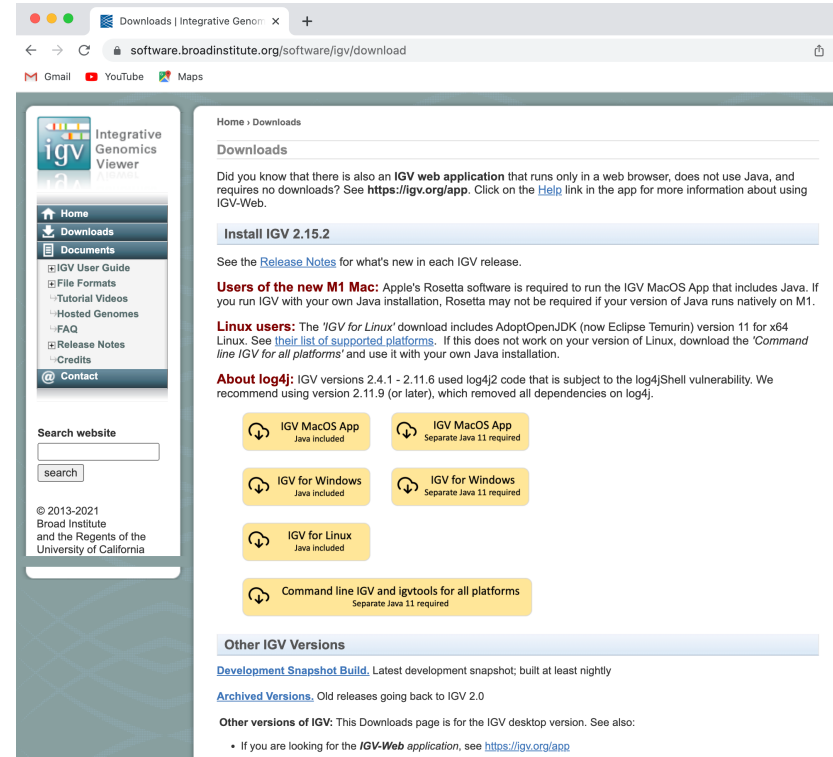 Downloads | Integrative Genom
software.broadinstitute.org/software/igv/download
Gmail YouTube Maps
igv
Integrative
Genomics
Viewer
Home
Downloads
Documents
IGV User Guide
File Formats
Tutorial Videos
Hosted Genomes
FAQ
Release Notes
Credits
@ Contact
Search website
search
© 2013-2021
Broad Institute
and the Regents of the
University of California
Home › Downloads
Downloads
Did you know that there is also an IGV web application that runs only in a web browser, does not use Java, and
requires no downloads? See https://igv.org/app. Click on the Help link in the app for more information about using
IGV-Web.
Install IGV 2.15.2
See the Release Notes for what's new in each IGV release.
Users of the new M1 Mac: Apple's Rosetta software is required to run the IGV MacOS App that includes Java. If
you run IGV with your own Java installation, Rosetta may not be required if your version of Java runs natively on M1.
Linux users: The 'IGV for Linux' download includes AdoptOpenJDK (now Eclipse Temurin) version 11 for x64
Linux. See their list of supported platforms. If this does not work on your version of Linux, download the 'Command
line IGV for all platforms' and use it with your own Java installation.
About log4j: IGV versions 2.4.1 - 2.11.6 used log4j2 code that is subject to the log4jShell vulnerability. We
recommend using version 2.11.9 (or later), which removed all dependencies on log4j.
IGV MacOS App
Java included
IGV MacOS App
Separate Java 11 required
IGV for Windows
Java included
IGV for Windows
Separate Java 11 required
IGV for Linux
Java included
Command line IGV and igvtools for all platforms
Separate Java 11 required
Other IGV Versions
Development Snapshot Build. Latest development snapshot; built at least nightly
Archived Versions. Old releases going back to IGV 2.0
Other versions of IGV: This Downloads page is for the IGV desktop version. See also:
• If you are looking for the IGV-Web application, see https://igv.org/app